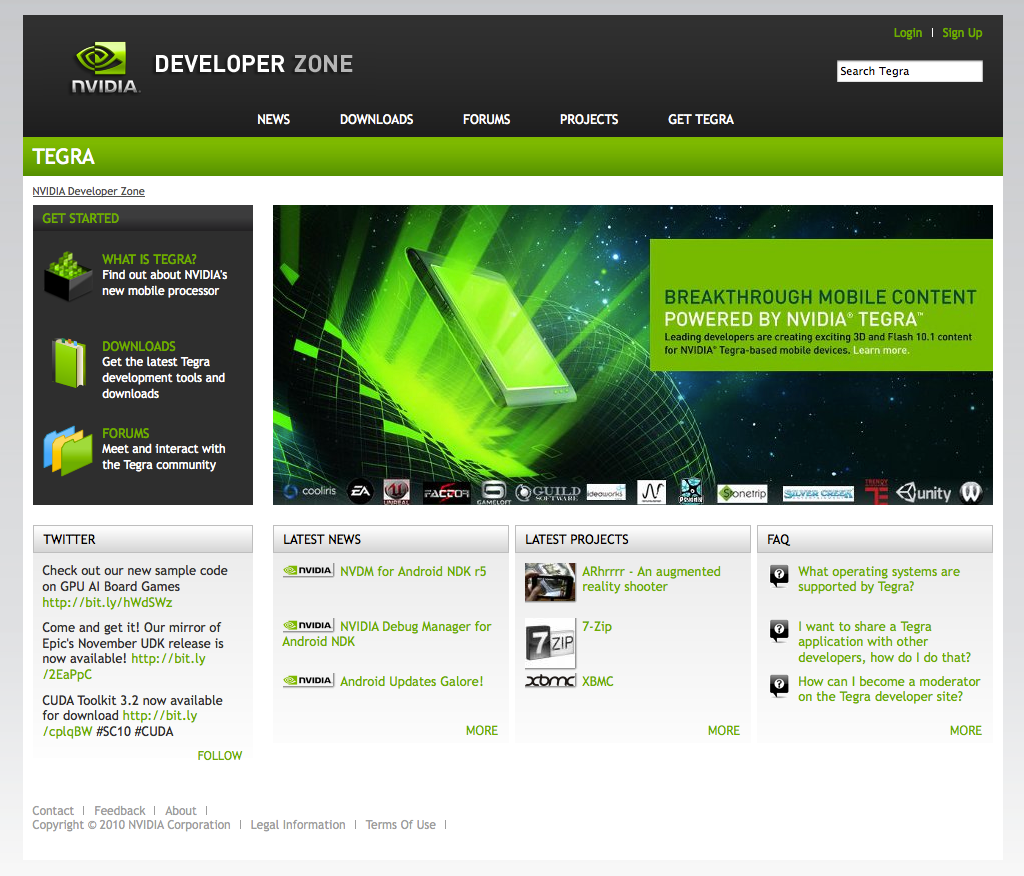 Login | Sign Up
NVIDIA.
DEVELOPER ZONE
Search Tegra
NEWS DOWNLOADS FORUMS PROJECTS GET TEGRA
TEGRA
NVIDIA Developer Zone
GET STARTED
WHAT IS TEGRA?
Find out about NVIDIA's
new mobile processor
DOWNLOADS
Get the latest Tegra
development tools and
downloads
FORUMS
Meet and interact with
the Tegra community
BREAKTHROUGH MOBILE CONTENT
POWERED BY NVIDIA® TEGRA™
Leading developers are creating exciting 3D and Flash 10.1 content
for NVIDIA® Tegra-based mobile devices. Learn more.
cooliris EA UNREAL FACTOR GAMELOFT GUILD SOFTWARE ideaworks Polarbit Stonetrip SILVER CREEK TRENDY unity W
TWITTER
Check out our new sample code
on GPU AI Board Games
http://bit.ly/hWdSWz
Come and get it! Our mirror of
Epic's November UDK release is
now available! http://bit.ly
/2EaPpC
CUDA Toolkit 3.2 now available
for download http://bit.ly
/cplqBW #SC10 #CUDA
FOLLOW
LATEST NEWS
NVIDIA NVDM for Android NDK r5
NVIDIA NVIDIA Debug Manager for
Android NDK
NVIDIA Android Updates Galore!
MORE
LATEST PROJECTS
ARhrrrr - An augmented
reality shooter
7ZIP 7-Zip
xbmc XBMC
MORE
FAQ
What operating systems are
supported by Tegra?
I want to share a Tegra
application with other
developers, how do I do that?
How can I become a moderator
on the Tegra developer site?
MORE
Contact | Feedback | About |
Copyright © 2010 NVIDIA Corporation | Legal Information | Terms Of Use |